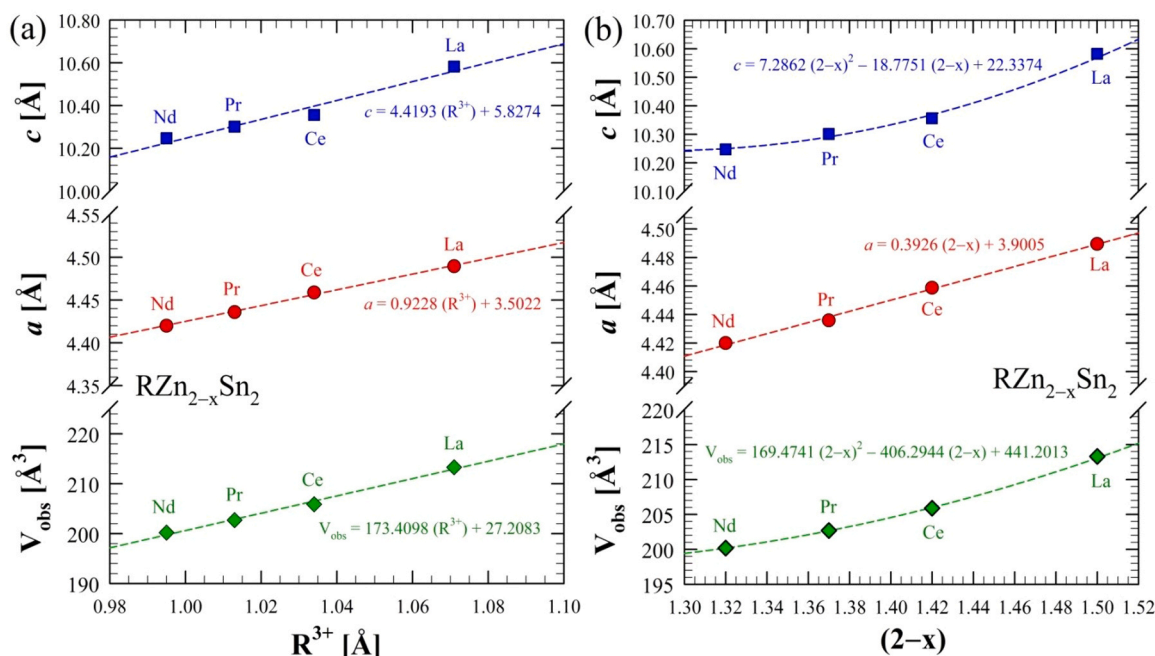 (a)
10.80
10.60
10.40
10.20
10.00
c [Å]
Nd
Pr
Ce
La
c = 4.4193 (R³⁺) + 5.8274
4.55
4.50
4.45
4.40
4.35
a [Å]
Nd
Pr
Ce
La
a = 0.9228 (R³⁺) + 3.5022
RZn₂₋ₓSn₂
220
210
200
190
V_obs [Å³]
Nd
Pr
Ce
La
V_obs = 173.4098 (R³⁺) + 27.2083
0.98 1.00 1.02 1.04 1.06 1.08 1.10
R³⁺ [Å]
(b)
10.70
10.60
10.50
10.40
10.30
10.20
10.10
c [Å]
c = 7.2862 (2–x)² – 18.7751 (2–x) + 22.3374
Nd
Pr
Ce
La
4.50
4.48
4.46
4.44
4.42
4.40
a [Å]
a = 0.3926 (2–x) + 3.9005
Nd
Pr
Ce
La
RZn₂₋ₓSn₂
220
215
210
205
200
195
V_obs [Å³]
V_obs = 169.4741 (2–x)² – 406.2944 (2–x) + 441.2013
Nd
Pr
Ce
La
1.30 1.32 1.34 1.36 1.38 1.40 1.42 1.44 1.46 1.48 1.50 1.52
(2–x)